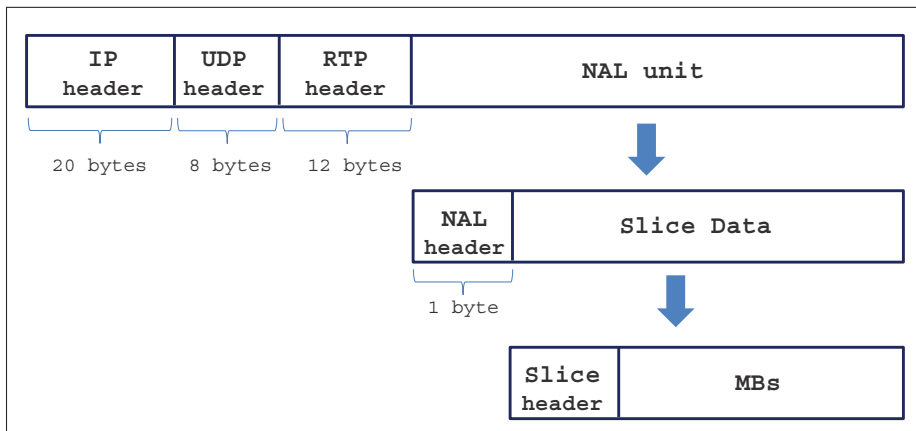 IP header
UDP header
RTP header
NAL unit
20 bytes
8 bytes
12 bytes
NAL header
Slice Data
1 byte
Slice header
MBs